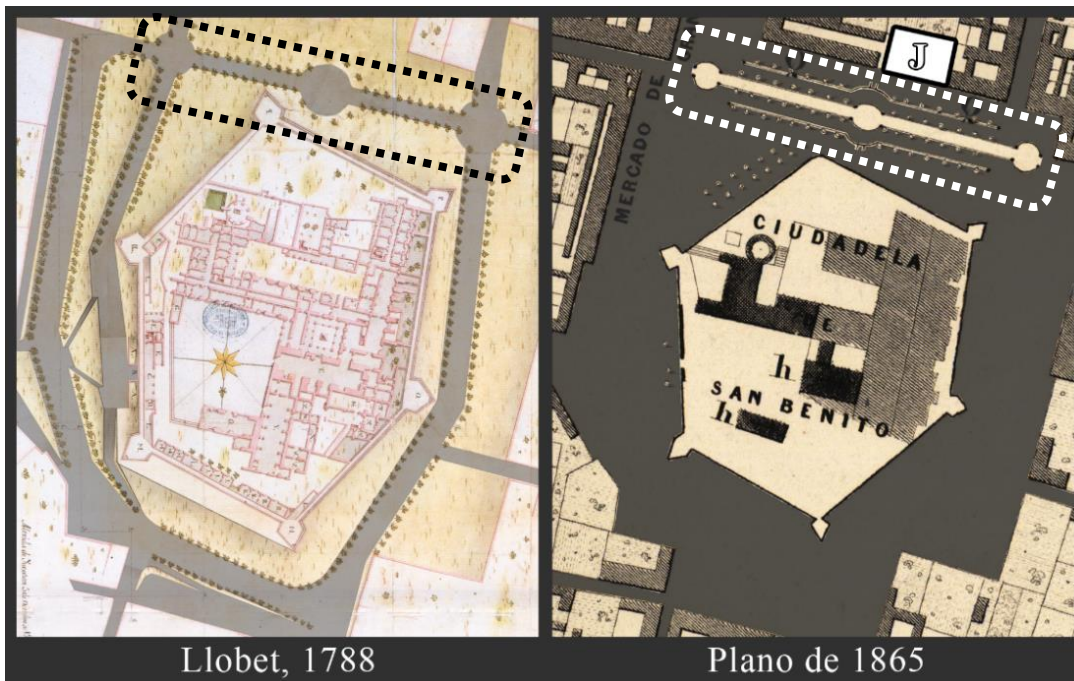 MERCADO DE
J
CIUDADELA
DE
h
SAN BENITO
h
Llobet, 1788
Plano de 1865